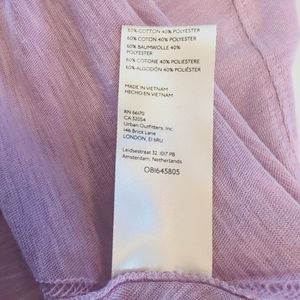 60% COTTON 40% POLYESTER
60% COTON 40% POLYESTER
60% BAUMWOLLE 40%
POLYESTER
60% COTONE 40% POLIESTERE
60% ALGODÓN 40% POLIÉSTER
MADE IN VIETNAM
HECHO EN VIETNAM
RN 66170
CA 32054
Urban Outfitters, Inc
146 Brick Lane
LONDON, E1 6RU
Leidsestraat 32, 1017 PB
Amsterdam, Netherlands
OB1645805